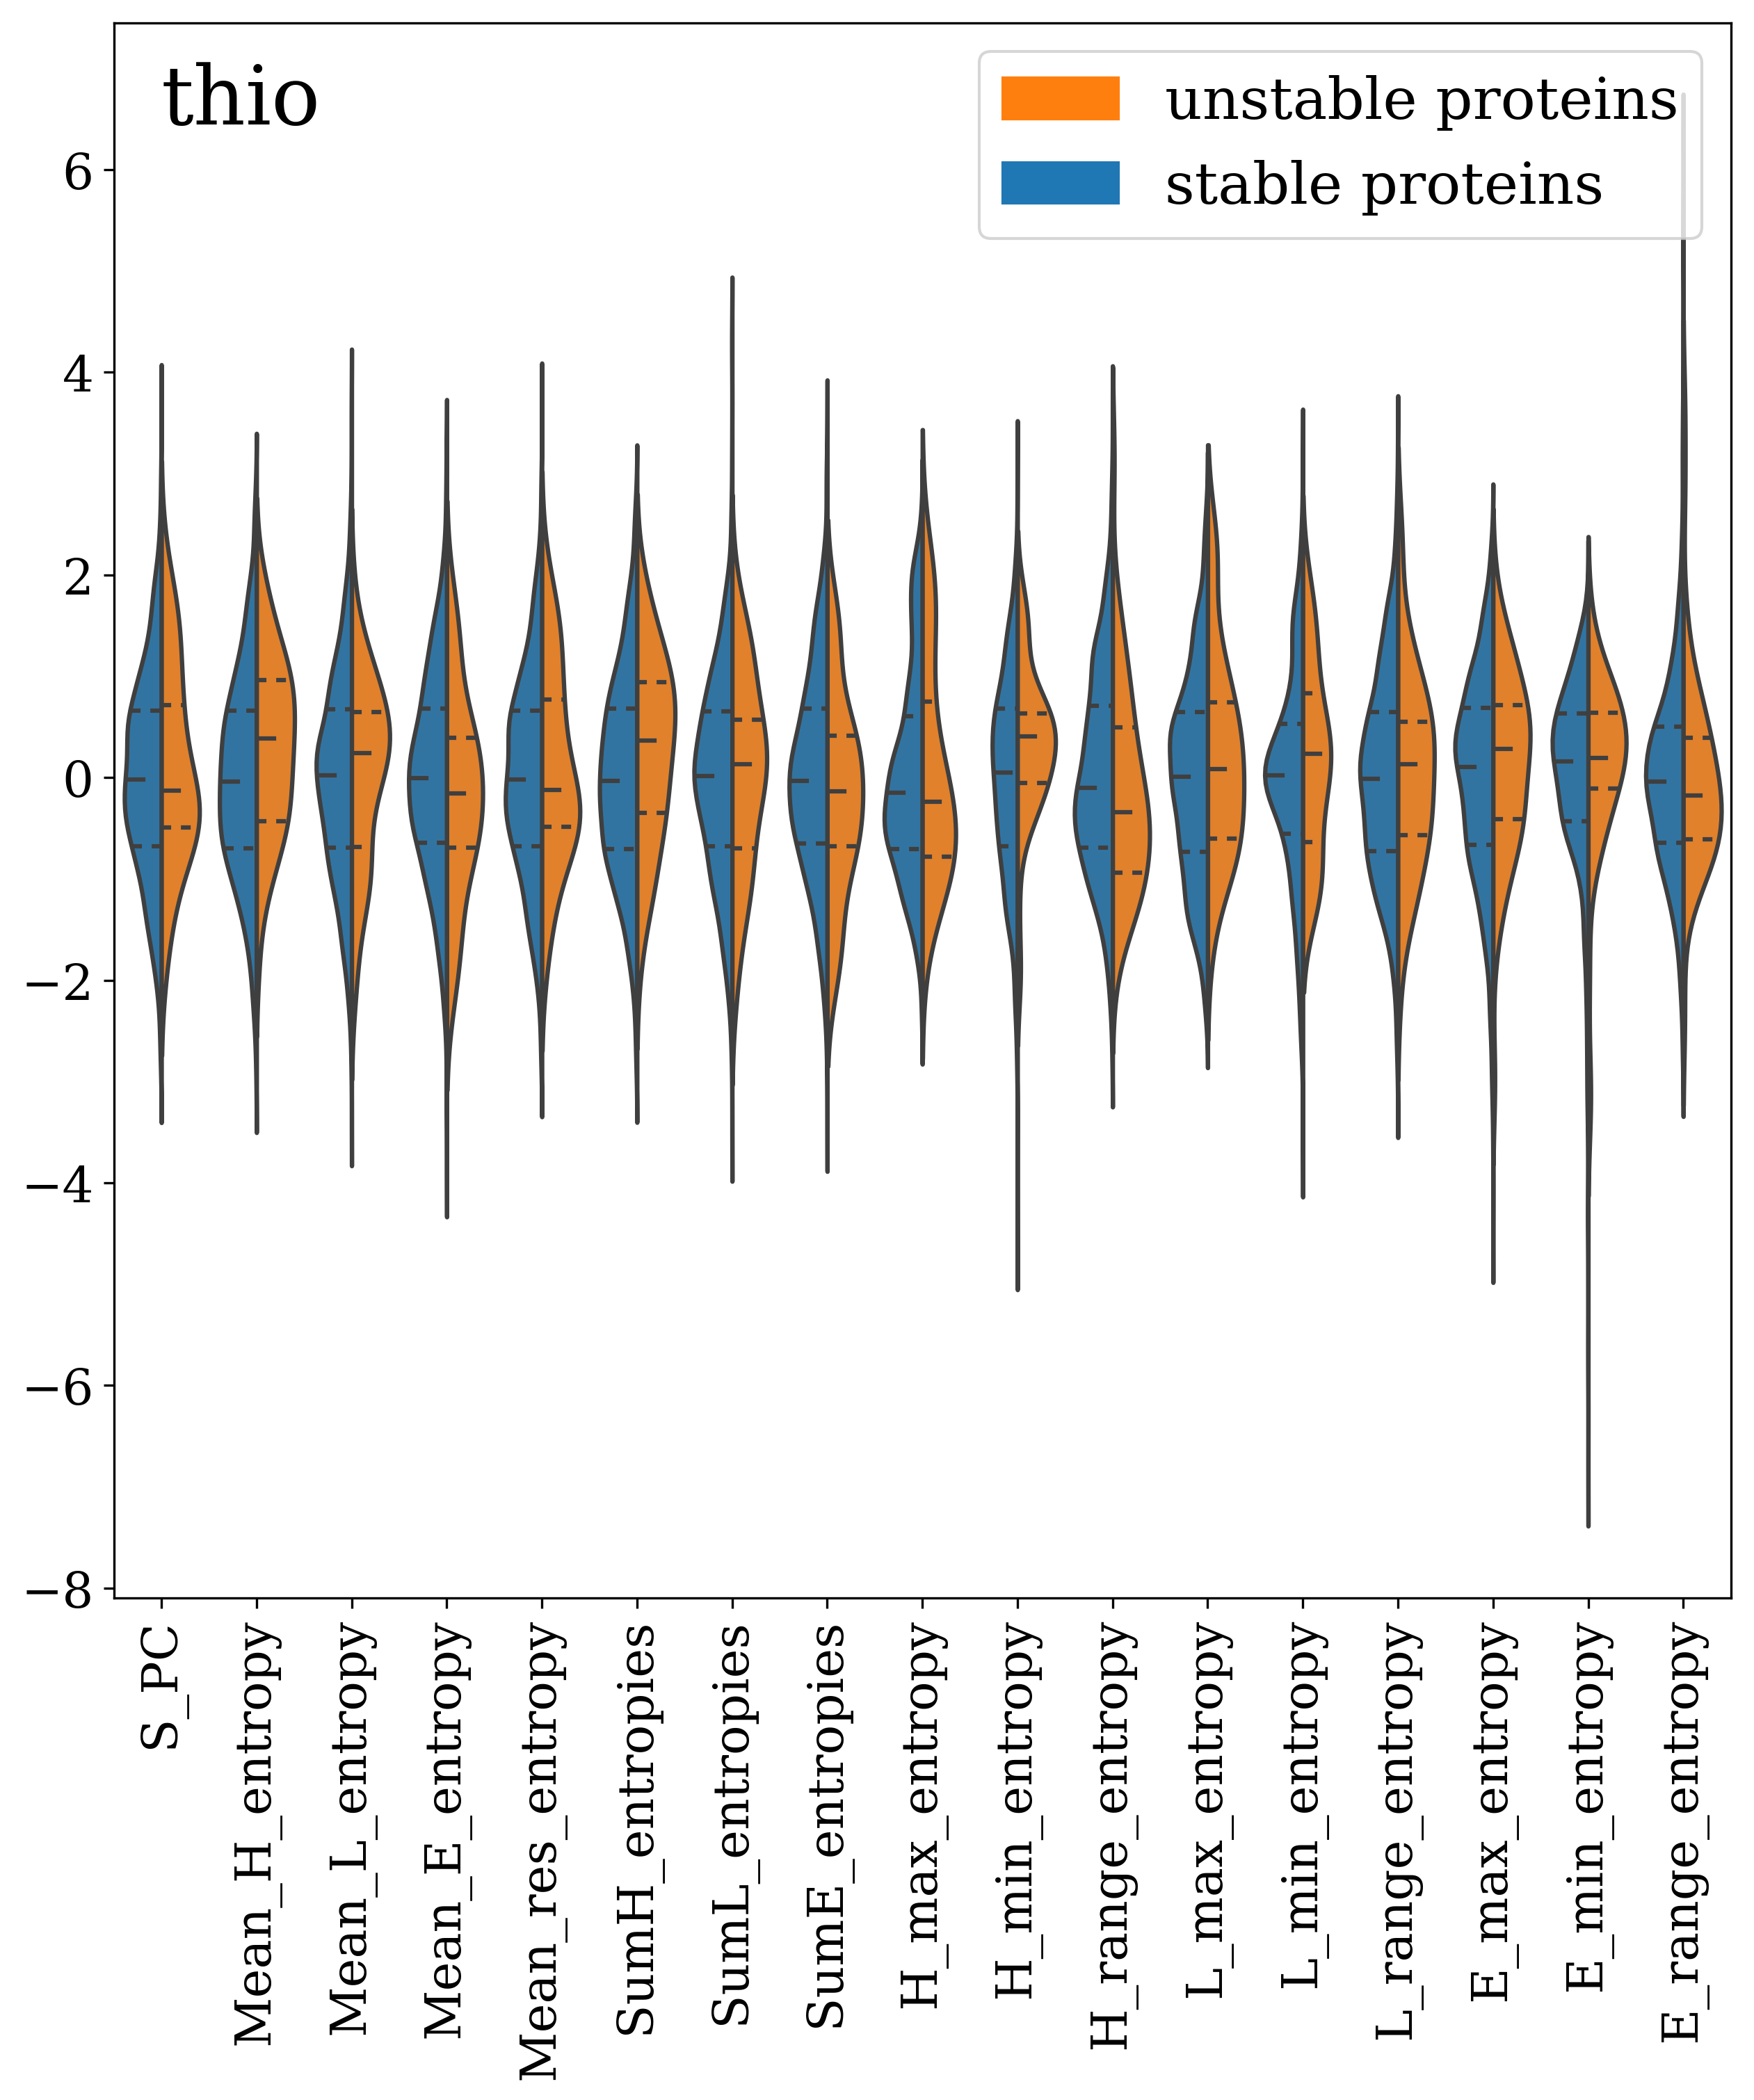 thio
unstable proteins
stable proteins
6
4
2
0
−2
−4
−6
−8
S_PC
Mean_H_entropy
Mean_L_entropy
Mean_E_entropy
Mean_res_entropy
SumH_entropies
SumL_entropies
SumE_entropies
H_max_entropy
H_min_entropy
H_range_entropy
L_max_entropy
L_min_entropy
L_range_entropy
E_max_entropy
E_min_entropy
E_range_entropy